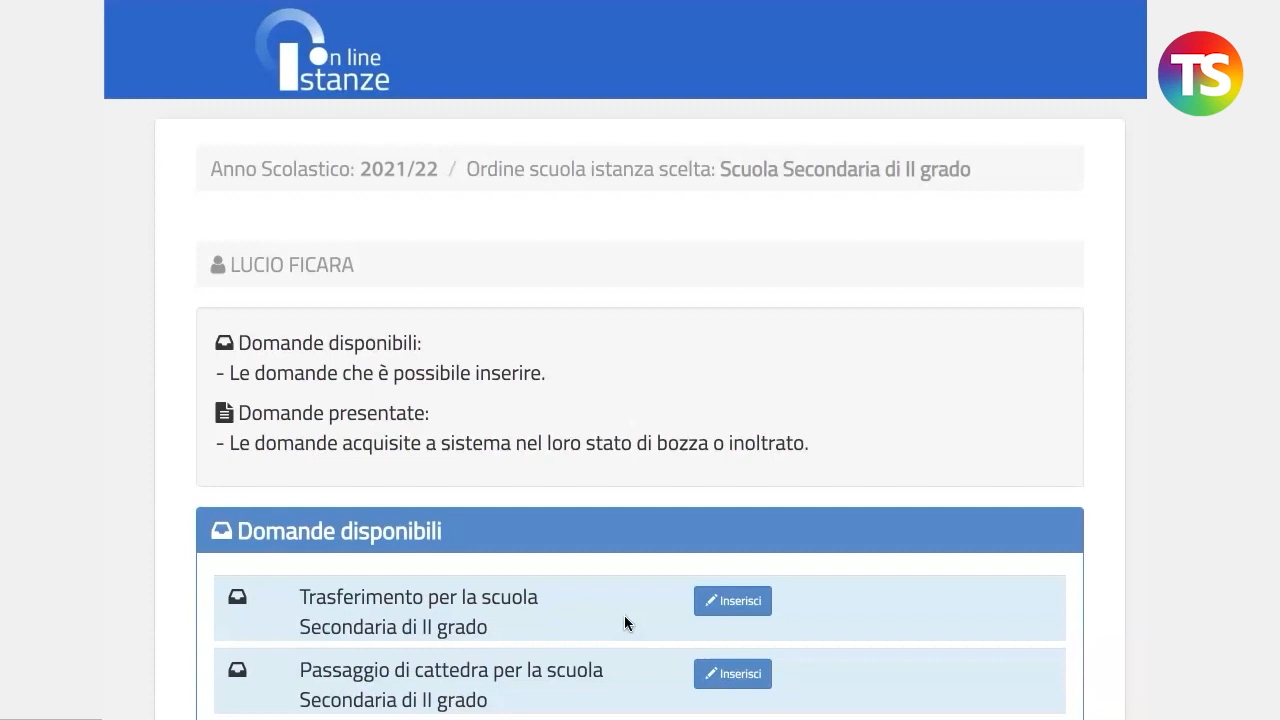 On line
Istanze
TS
Anno Scolastico: 2021/22 / Ordine scuola istanza scelta: Scuola Secondaria di II grado
LUCIO FICARA
Domande disponibili:
- Le domande che è possibile inserire.
Domande presentate:
- Le domande acquisite a sistema nel loro stato di bozza o inoltrato.
Domande disponibili
Trasferimento per la scuola
Secondaria di II grado
Inserisci
Passaggio di cattedra per la scuola
Secondaria di II grado
Inserisci